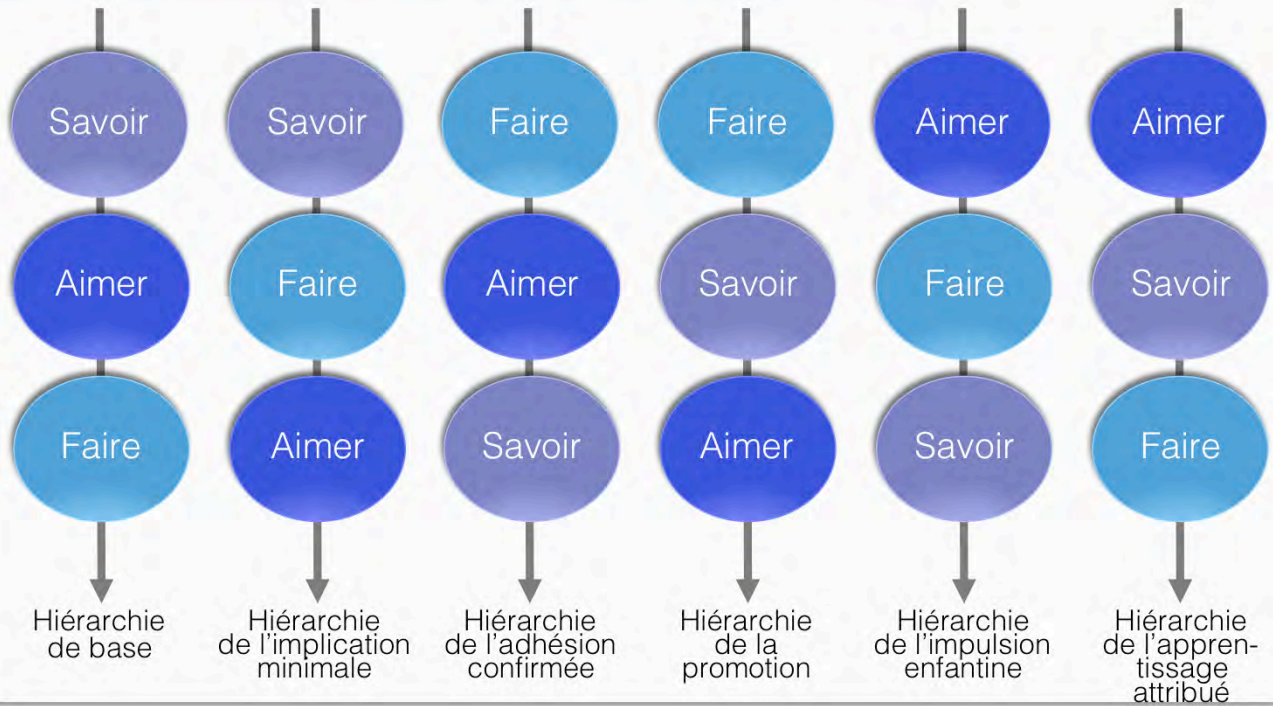 Savoir
Savoir
Faire
Faire
Aimer
Aimer
Aimer
Faire
Aimer
Savoir
Faire
Savoir
Faire
Aimer
Savoir
Aimer
Savoir
Faire
Hiérarchie
de base
Hiérarchie
de l'implication
minimale
Hiérarchie
de l'adhésion
confirmée
Hiérarchie
de la
promotion
Hiérarchie
de l'impulsion
enfantine
Hiérarchie
de l'appren-
tissage
attribué